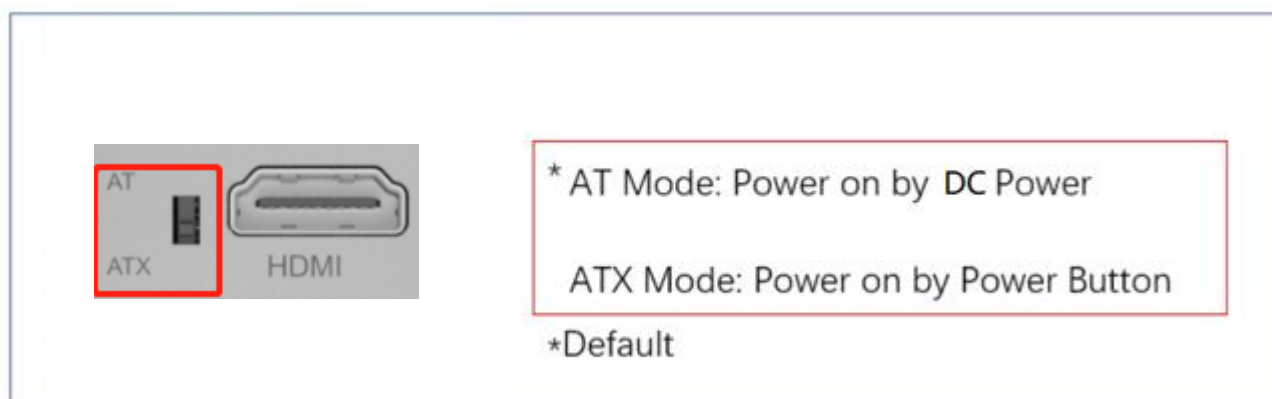 AT
ATX
HDMI
* AT Mode: Power on by DC Power
ATX Mode: Power on by Power Button
*Default